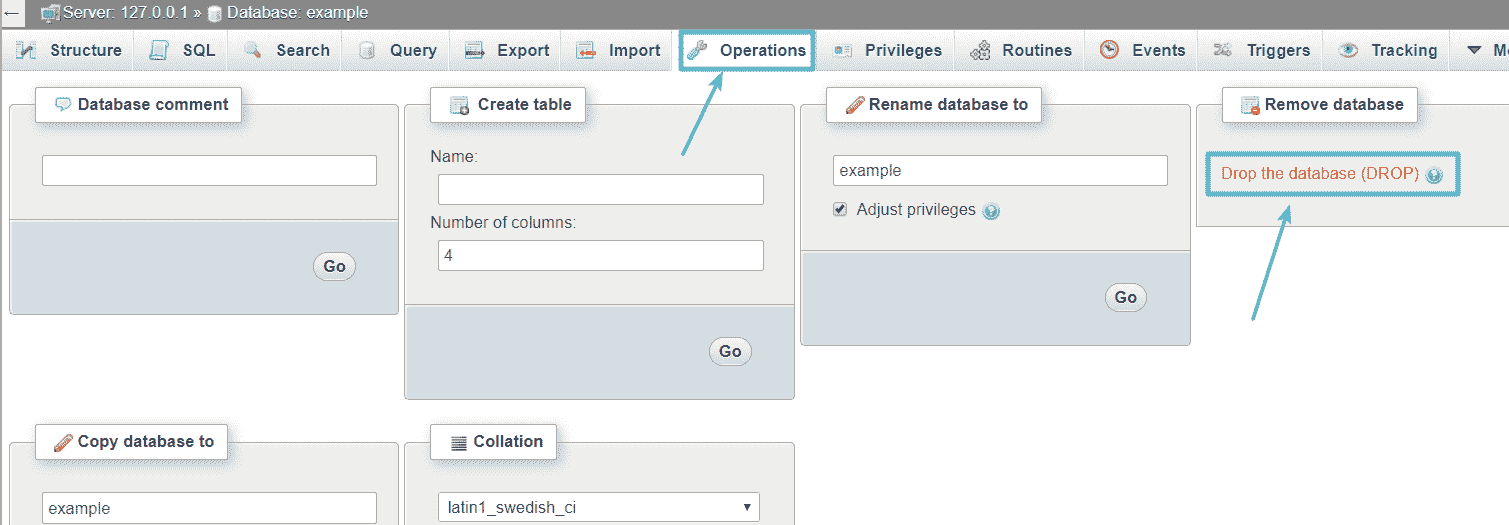 ← Server: 127.0.0.1 » Database: example
Structure SQL Search Query Export Import Operations Privileges Routines Events Triggers Tracking
Database comment
Go
Create table
Name:
Number of columns:
4
Go
Rename database to
example
Adjust privileges
Go
Remove database
Drop the database (DROP)
Copy database to
example
Collation
latin1_swedish_ci